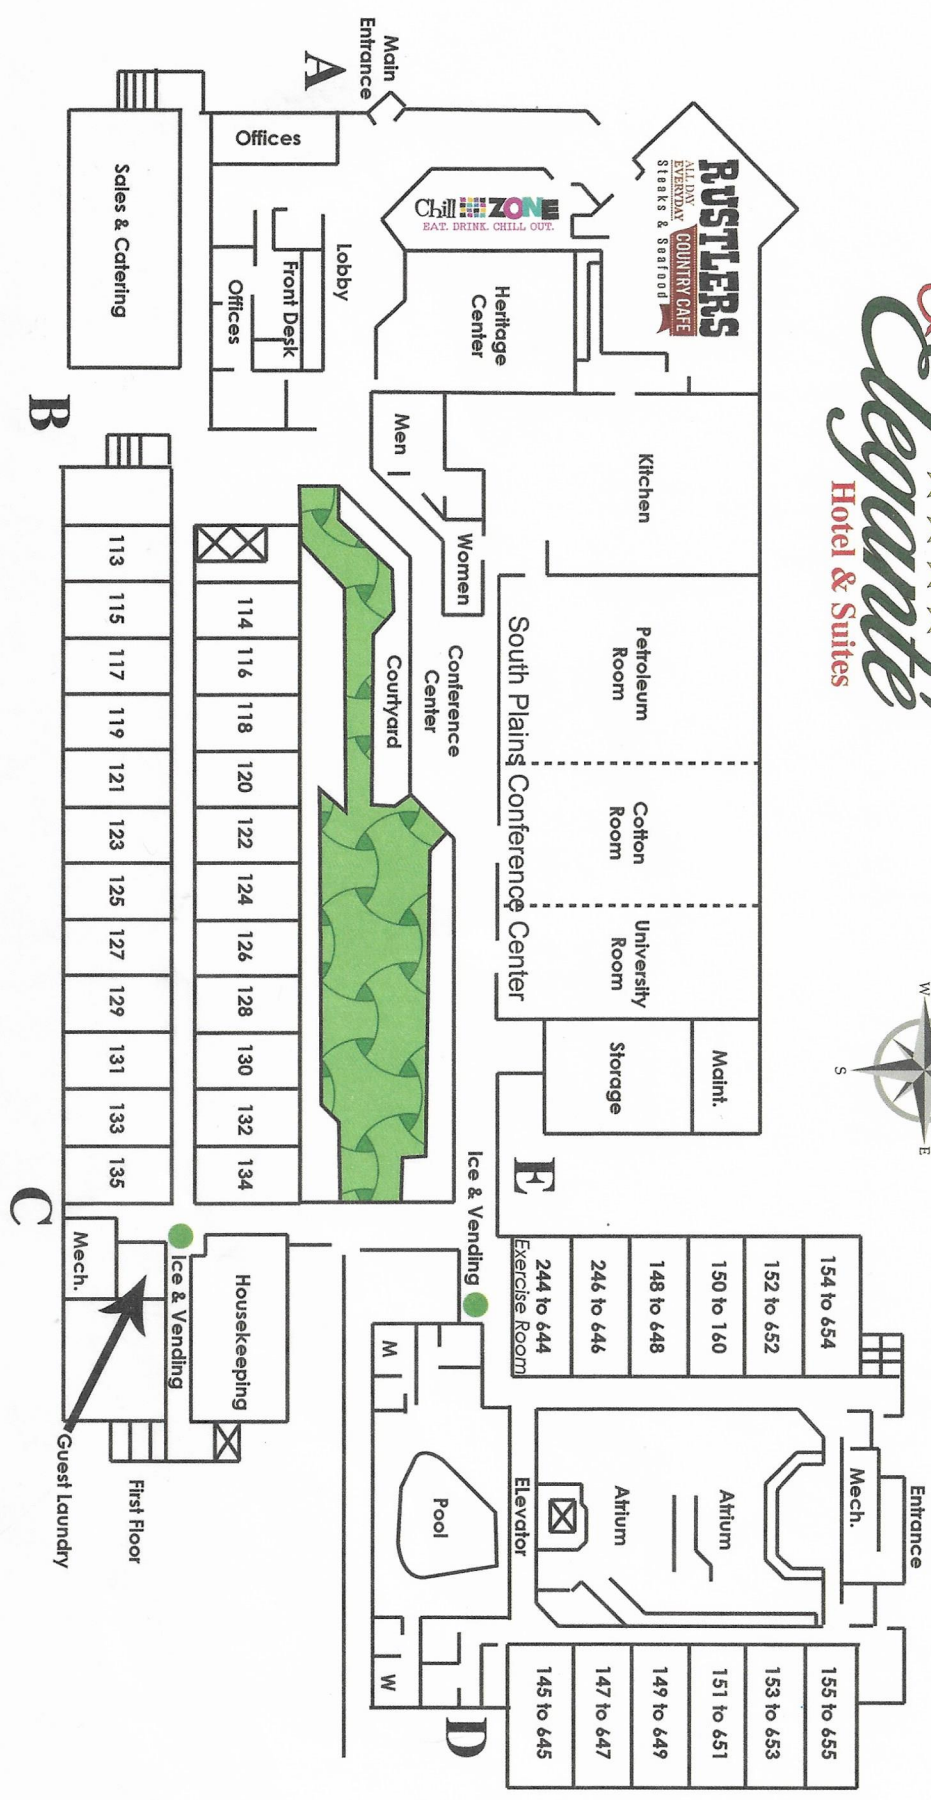 Elegante
Hotel & Suites
W
S
E
Main
Entrance
A
Offices
Sales & Catering
Lobby
Front Desk
Offices
Chill ZONE
EAT. DRINK. CHILL OUT.
RUSTLERS
ALL DAY
EVERYDAY
COUNTRY CAFE
Steaks & Seafood
Heritage
Center
B
Men
Women
Kitchen
Conference
Center
Courtyard
South Plains Conference Center
Petroleum
Room
Cotton
Room
University
Room
Storage
Maint.
113
115
117
119
121
123
125
127
129
131
133
135
114
116
118
120
122
124
126
128
130
132
134
C
E
Ice & Vending
Mech.
Ice & Vending
Housekeeping
Guest Laundry
First Floor
154 to 654
152 to 652
150 to 160
148 to 648
246 to 646
244 to 644
Exercise Room
M
Pool
W
Elevator
Atrium
Atrium
Mech.
Entrance
D
155 to 655
153 to 653
151 to 651
149 to 649
147 to 647
145 to 645